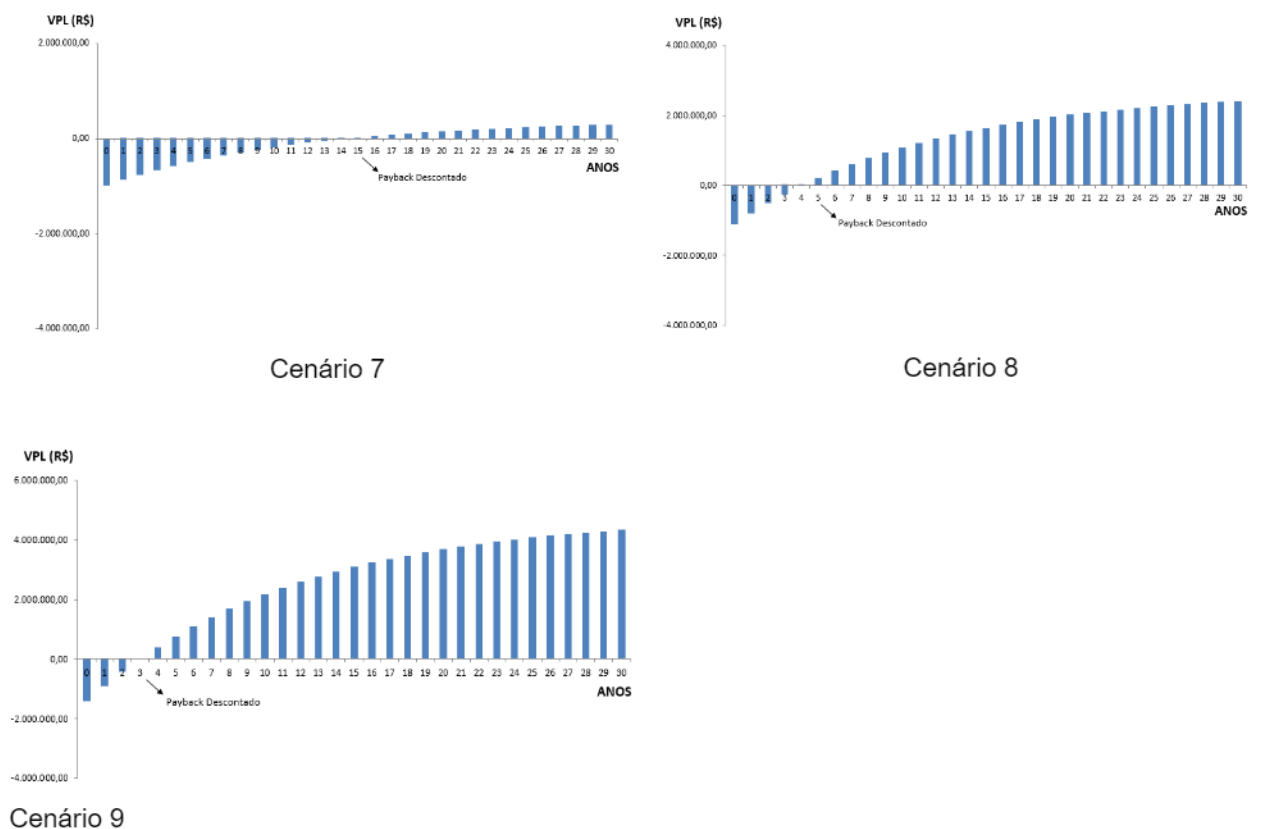 VPL (R$)
2.000.000,00
0,00
-2.000.000,00
-4.000.000,00
0 1 2 3 4 5 6 7 8 9 10 11 12 13 14 15 16 17 18 19 20 21 22 23 24 25 26 27 28 29 30
ANOS
Payback Descontado
Cenário 7
VPL (R$)
4.000.000,00
2.000.000,00
0,00
-2.000.000,00
-4.000.000,00
0 1 2 3 4 5 6 7 8 9 10 11 12 13 14 15 16 17 18 19 20 21 22 23 24 25 26 27 28 29 30
ANOS
Payback Descontado
Cenário 8
VPL (R$)
6.000.000,00
4.000.000,00
2.000.000,00
0,00
-2.000.000,00
-4.000.000,00
0 1 2 3 4 5 6 7 8 9 10 11 12 13 14 15 16 17 18 19 20 21 22 23 24 25 26 27 28 29 30
ANOS
Payback Descontado
Cenário 9